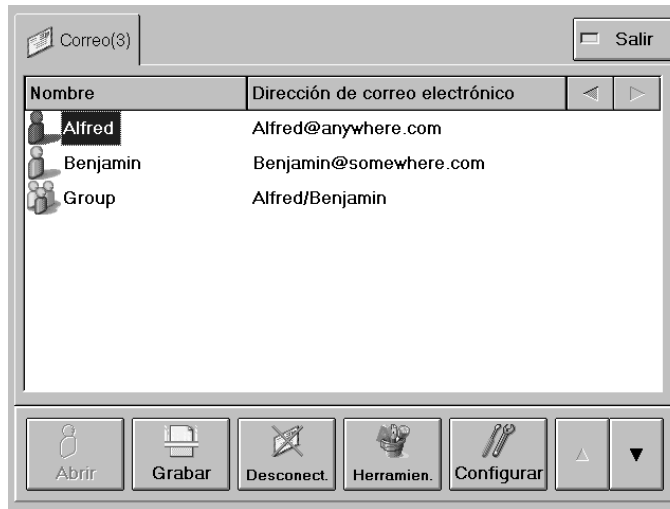 Correo(3)
Salir
Nombre Dirección de correo electrónico
Alfred Alfred@anywhere.com
Benjamin Benjamin@somewhere.com
Group Alfred/Benjamin
Abrir Grabar Desconect. Herramien. Configurar